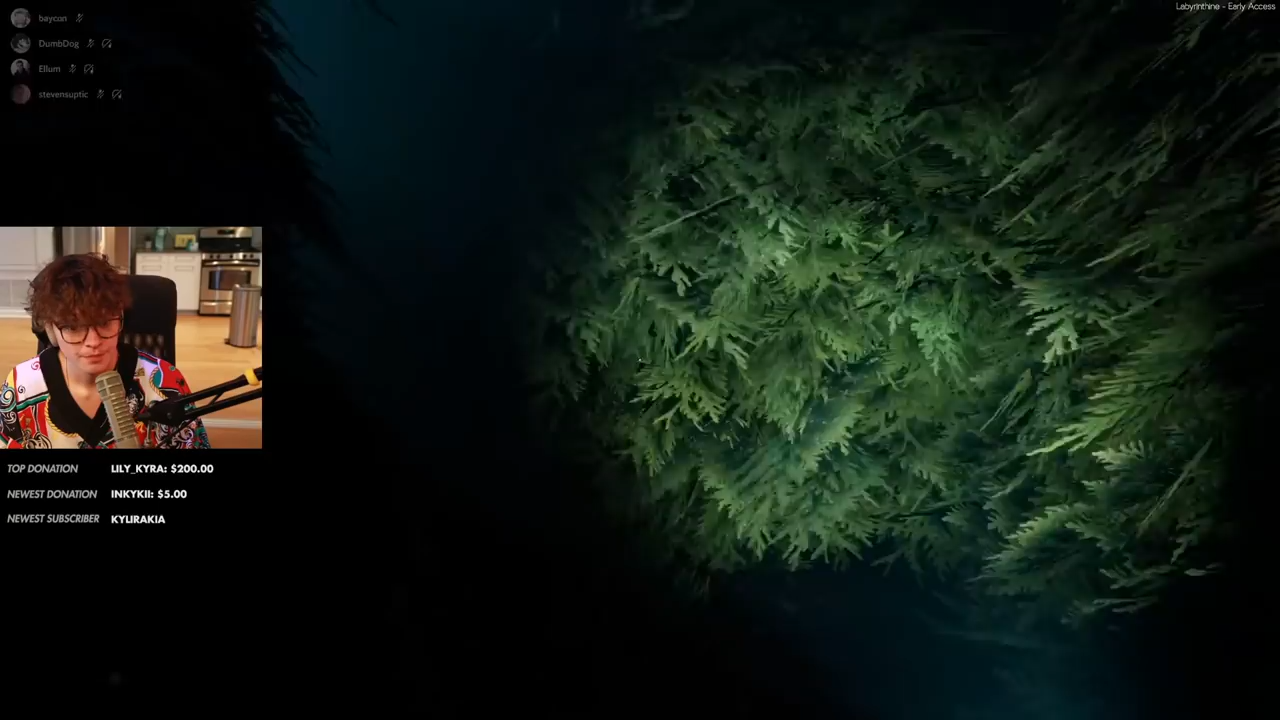 Labyrinthine - Early Access
baycon
DumbDog
Ellum
stevensuptic
TOP DONATION LILY_KYRA: $200.00
NEWEST DONATION INKYKII: $5.00
NEWEST SUBSCRIBER KYLIRAKIA